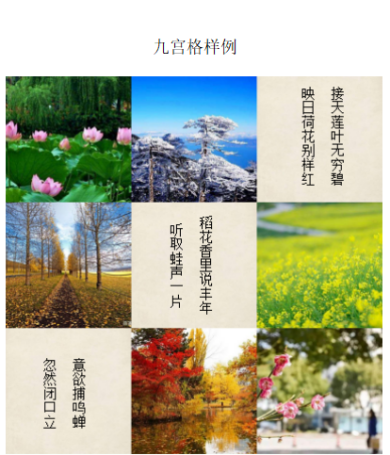 九宫格样例
接天莲叶无穷碧
映日荷花别样红
稻花香里说丰年
听取蛙声一片
意欲捕鸣蝉
忽然闭口立